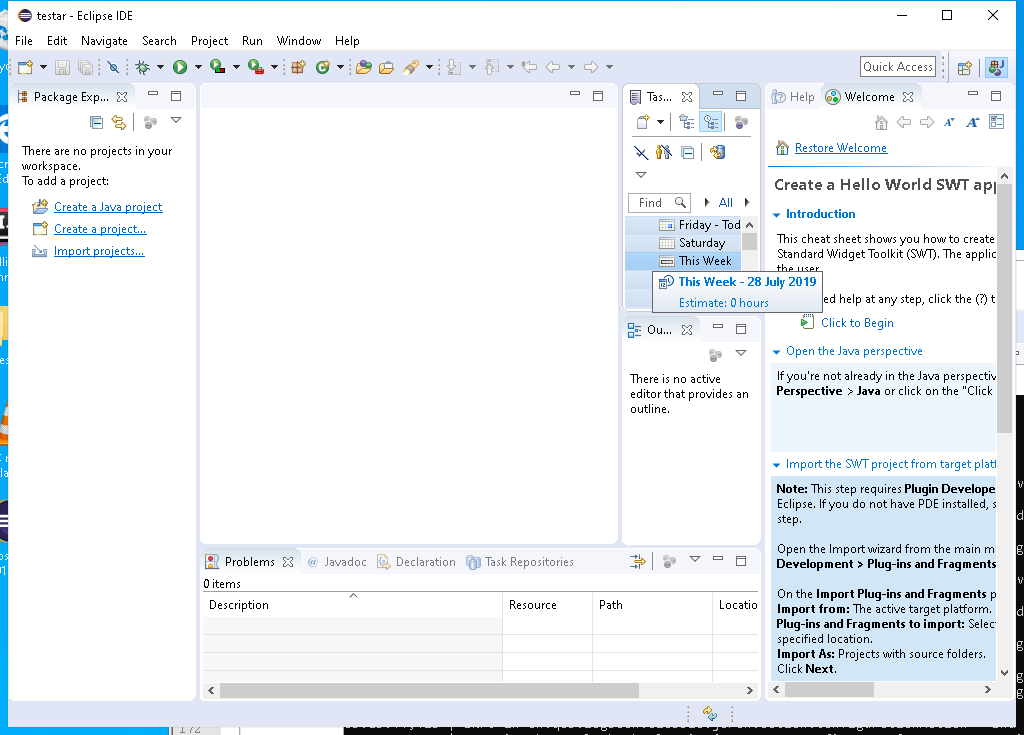 testar - Eclipse IDE
File Edit Navigate Search Project Run Window Help
Quick Access
Package Exp...
There are no projects in your
workspace.
To add a project:
Create a Java project
Create a project...
Import projects...
Tas...
Find
All
Friday - Tod
Saturday
This Week
This Week - 28 July 2019
Estimate: 0 hours
Ou...
There is no active
editor that provides an
outline.
Help Welcome
Restore Welcome
Create a Hello World SWT app
Introduction
This cheat sheet shows you how to create
Standard Widget Toolkit (SWT). The applic
the user.
ed help at any step, click the (?) t
Click to Begin
Open the Java perspective
If you're not already in the Java perspectiv
Perspective > Java or click on the "Click
Import the SWT project from target platf
Note: This step requires Plugin Develope
Eclipse. If you do not have PDE installed, s
step.
Open the Import wizard from the main m
Development > Plug-ins and Fragments
On the Import Plug-ins and Fragments p
Import from: The active target platform.
Plug-ins and Fragments to import: Selec
specified location.
Import As: Projects with source folders.
Click Next.
Problems @ Javadoc Declaration Task Repositories
0 items
Description Resource Path Locatio
172